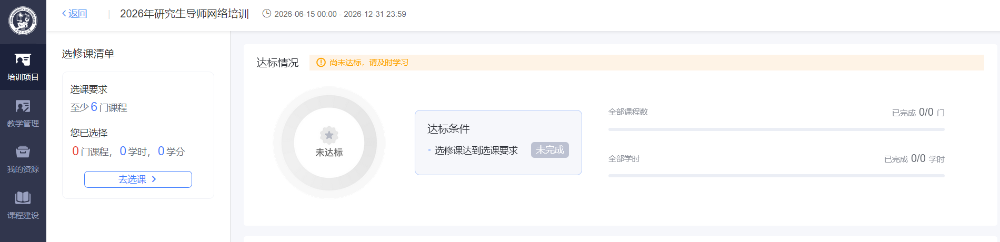 返回
2026年研究生导师网络培训
2026-06-15 00:00 - 2026-12-31 23:59
培训项目
教学管理
我的资源
课程建设
选修课清单
选课要求
至少 6 门课程
您已选择
0 门课程， 0 学时， 0 学分
去选课
达标情况
尚未达标，请及时学习
未达标
达标条件
选修课达到选课要求 未完成
全部课程数 已完成 0/0 门
全部学时 已完成 0/0 学时